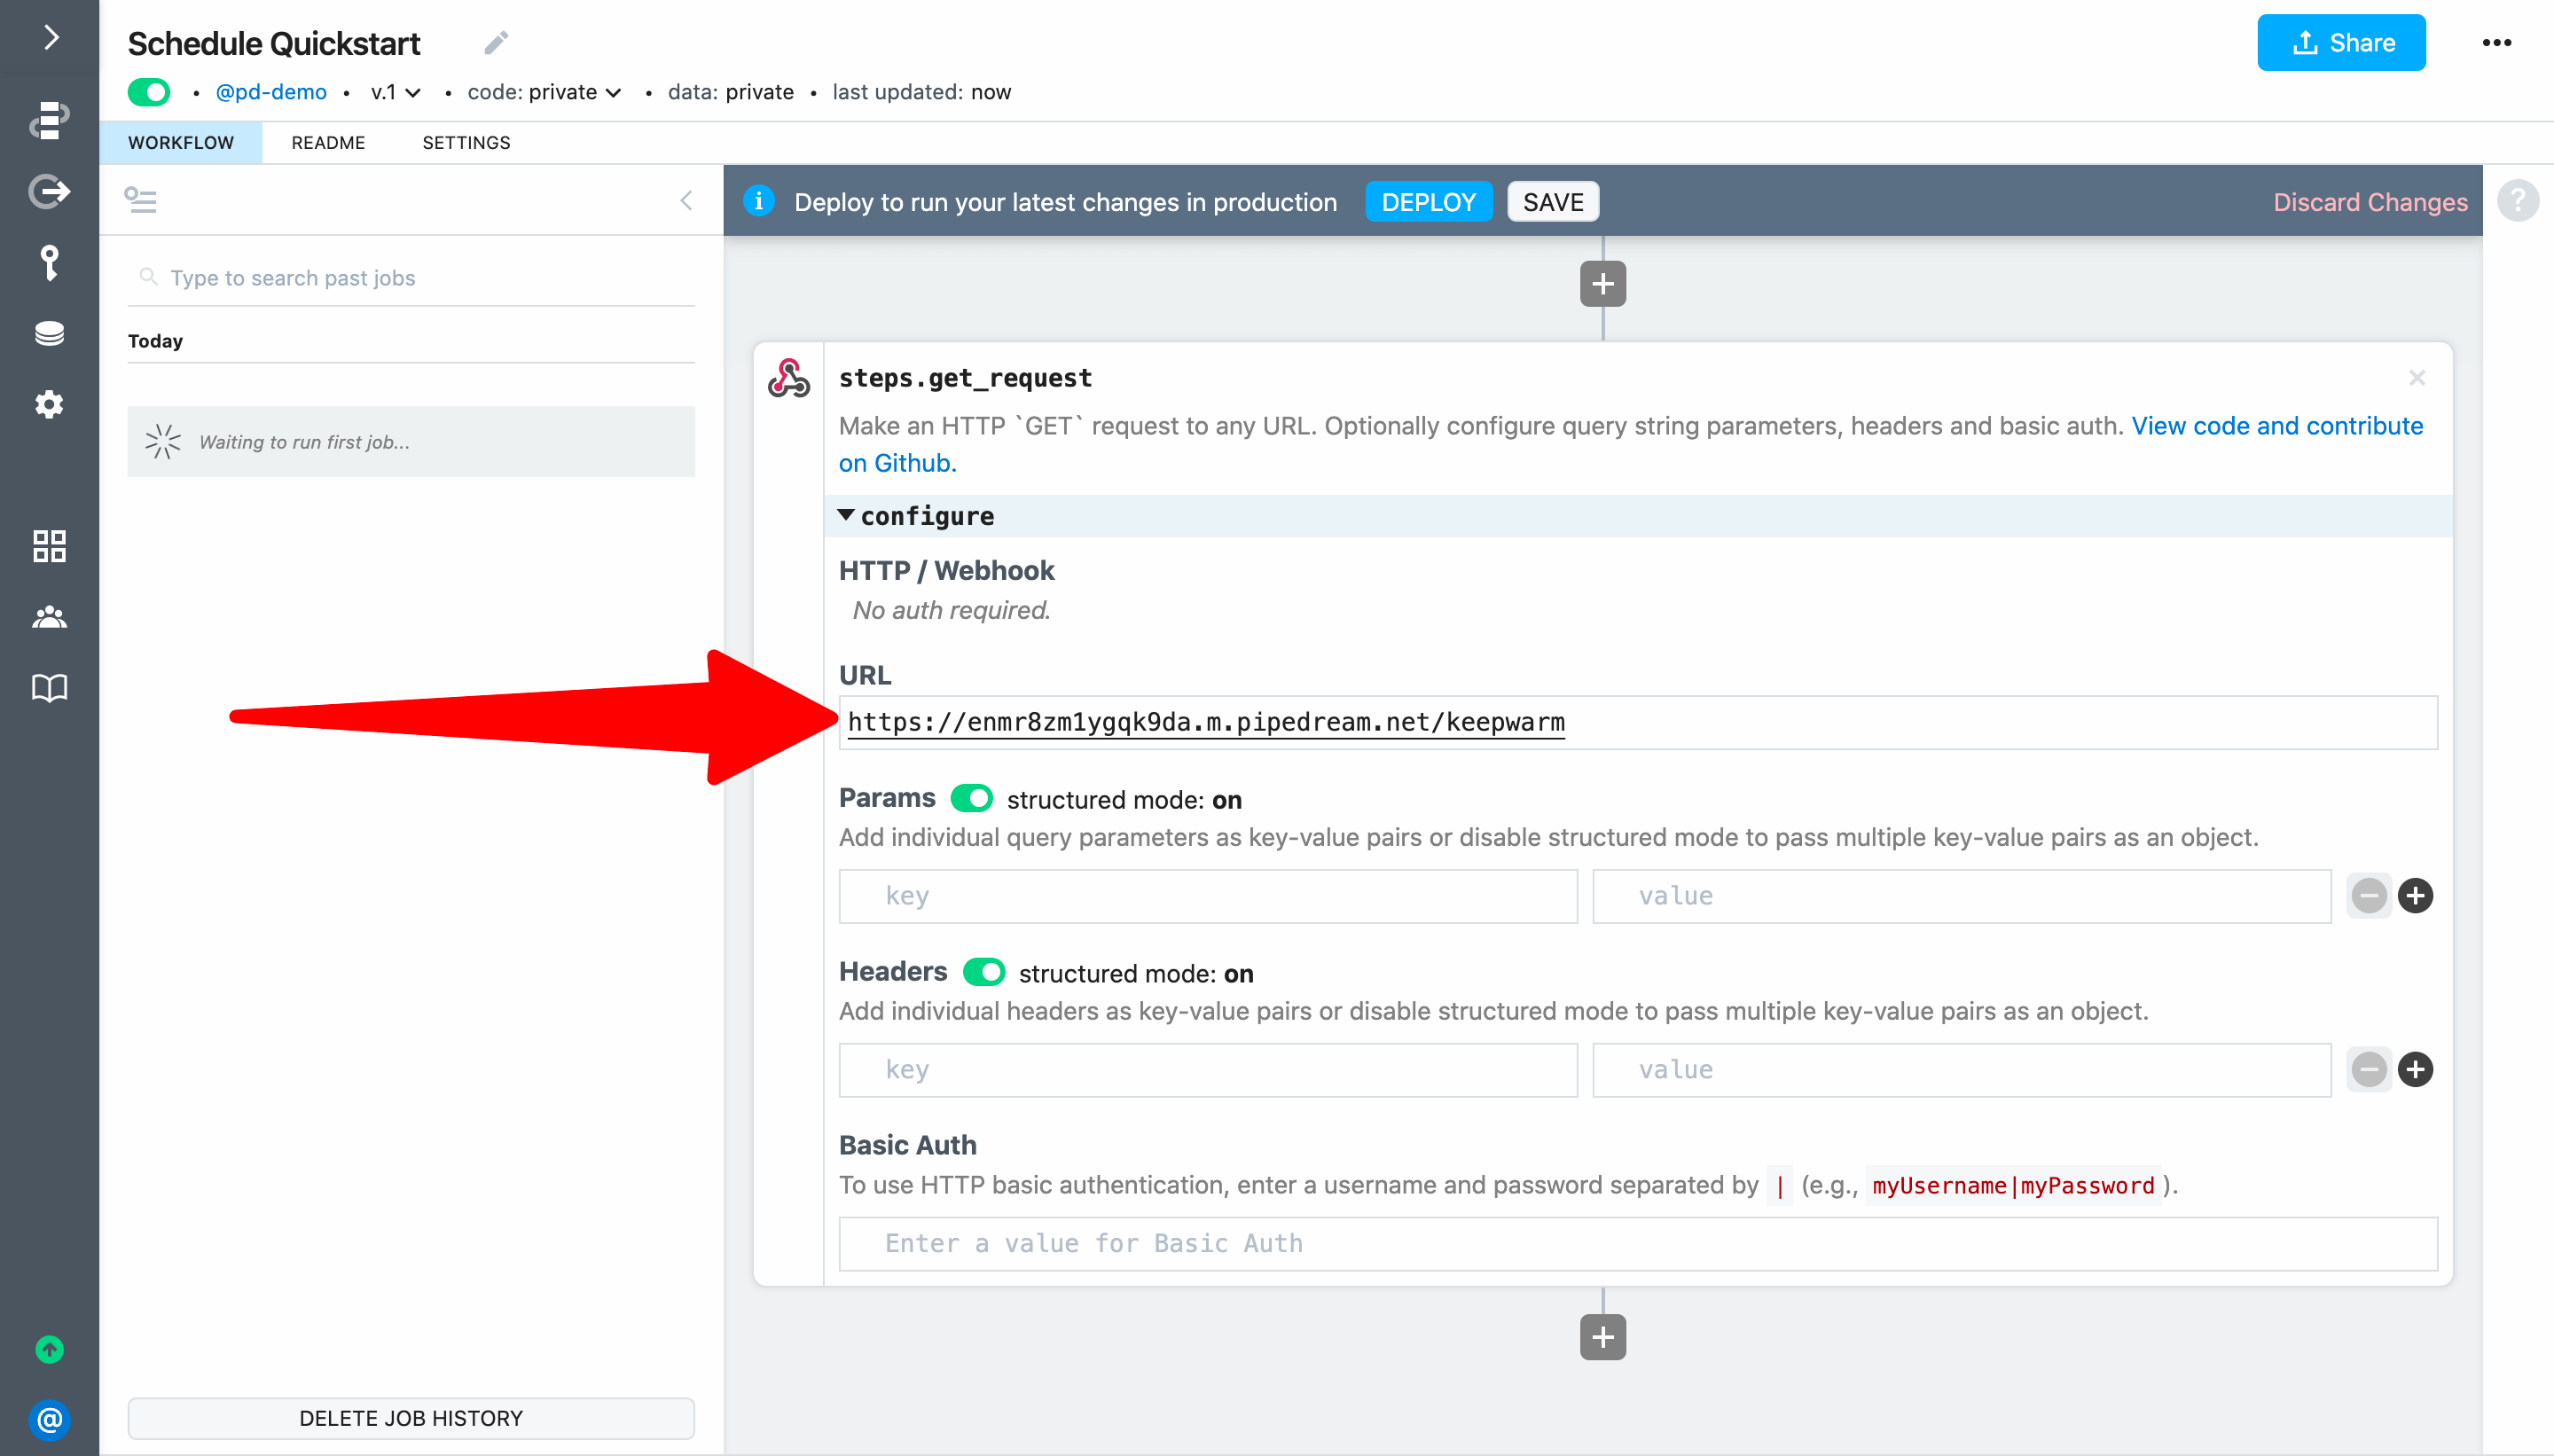 Schedule Quickstart
Share
• @pd-demo • v.1 • code: private • data: private • last updated: now
WORKFLOW README SETTINGS
Deploy to run your latest changes in production DEPLOY SAVE Discard Changes ?
Type to search past jobs
Today
Waiting to run first job...
DELETE JOB HISTORY
steps.get_request
Make an HTTP `GET` request to any URL. Optionally configure query string parameters, headers and basic auth. View code and contribute
on Github.
configure
HTTP / Webhook
No auth required.
URL
https://enmr8zm1ygqk9da.m.pipedream.net/keepwarm
Params structured mode: on
Add individual query parameters as key-value pairs or disable structured mode to pass multiple key-value pairs as an object.
key value
Headers structured mode: on
Add individual headers as key-value pairs or disable structured mode to pass multiple key-value pairs as an object.
key value
Basic Auth
To use HTTP basic authentication, enter a username and password separated by | (e.g., myUsername|myPassword ).
Enter a value for Basic Auth
@